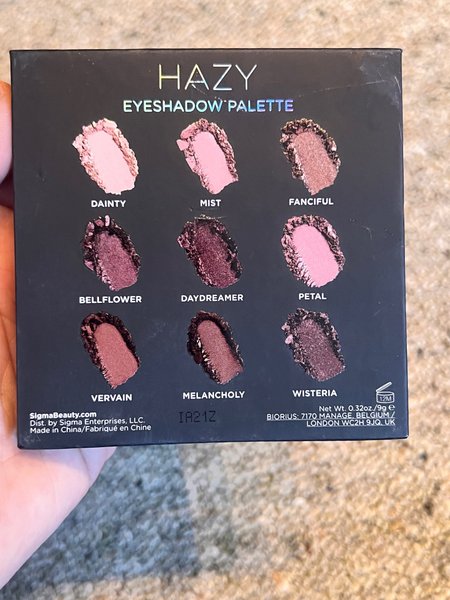 HAZY
EYESHADOW PALETTE
DAINTY MIST FANCIFUL
BELLFLOWER DAYDREAMER PETAL
VERVAIN MELANCHOLY WISTERIA
SigmaBeauty.com
Dist. by Sigma Enterprises, LLC.
Made in China/Fabriqué en Chine
IA21Z
12M
Net Wt. 0.32oz./9g ℮
BIORIUS: 7170 MANAGE, BELGIUM /
LONDON WC2H 9JQ, UK